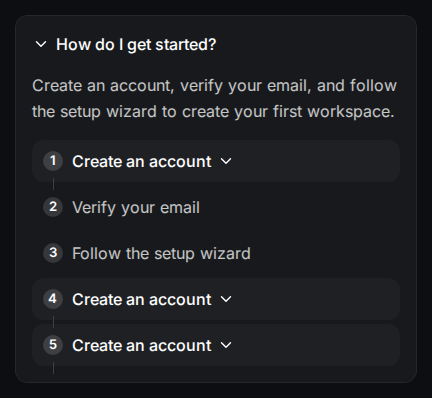 How do I get started?
Create an account, verify your email, and follow
the setup wizard to create your first workspace.
1 Create an account
2 Verify your email
3 Follow the setup wizard
4 Create an account
5 Create an account